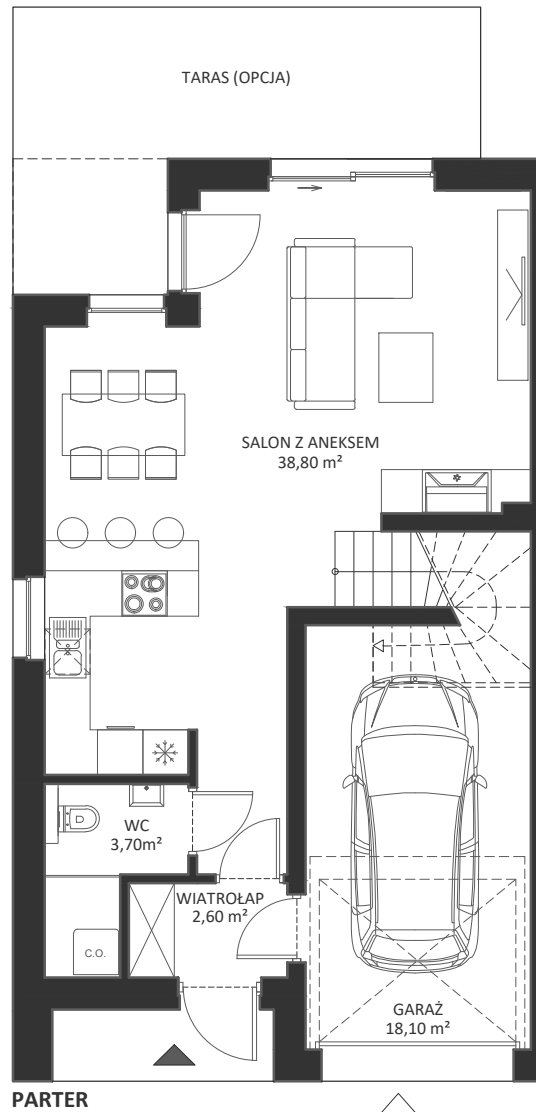 TARAS (OPCJA)
SALON Z ANEKSEM
38,80 m²
WC
3,70m²
WIATROŁAP
2,60 m²
C.O.
GARAŻ
18,10 m²
PARTER